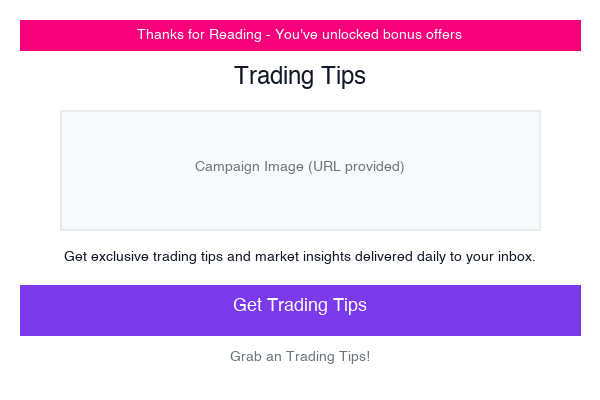 Thanks for Reading - You've unlocked bonus offers
Trading Tips
Campaign Image (URL provided)
Get exclusive trading tips and market insights delivered daily to your inbox.
Get Trading Tips
Grab an Trading Tips!